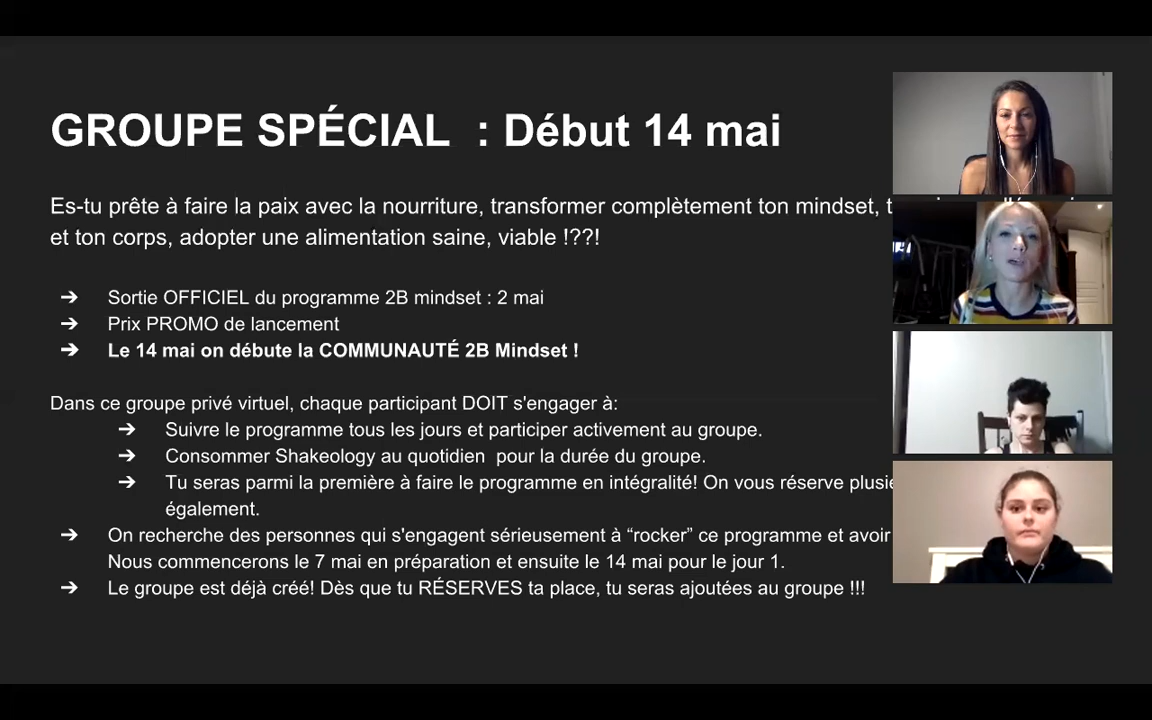 GROUPE SPÉCIAL : Début 14 mai
Es-tu prête à faire la paix avec la nourriture, transformer complètement ton mindset,
et ton corps, adopter une alimentation saine, viable !??!
➔ Sortie OFFICIEL du programme 2B mindset : 2 mai
➔ Prix PROMO de lancement
➔ Le 14 mai on débute la COMMUNAUTÉ 2B Mindset !
Dans ce groupe privé virtuel, chaque participant DOIT s'engager à:
➔ Suivre le programme tous les jours et participer activement au groupe.
➔ Consommer Shakeology au quotidien pour la durée du groupe.
➔ Tu seras parmi la première à faire le programme en intégralité! On vous réserve
également.
➔ On recherche des personnes qui s'engagent sérieusement à “rocker” ce programme et avoir
Nous commencerons le 7 mai en préparation et ensuite le 14 mai pour le jour 1.
➔ Le groupe est déjà créé! Dès que tu RÉSERVES ta place, tu seras ajoutées au groupe !!!